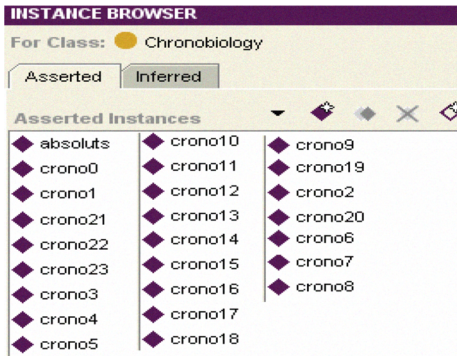 INSTANCE BROWSER
For Class: Chronobiology
Asserted Inferred
Asserted Instances
absoluts
crono0
crono1
crono21
crono22
crono23
crono3
crono4
crono5
crono10
crono11
crono12
crono13
crono14
crono15
crono16
crono17
crono18
crono9
crono19
crono2
crono20
crono6
crono7
crono8